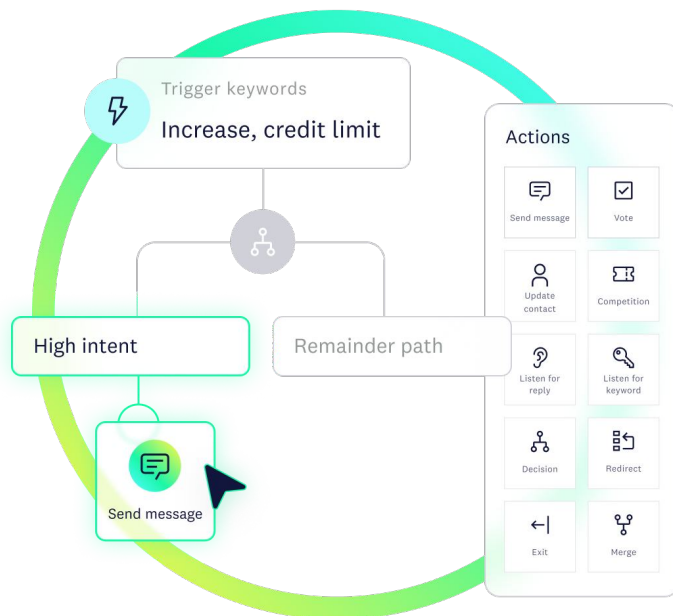 Trigger keywords
Increase, credit limit
High intent
Remainder path
Send message
Actions
Send message
Vote
Update
contact
Competition
Listen for
reply
Listen for
keyword
Decision
Redirect
Exit
Merge